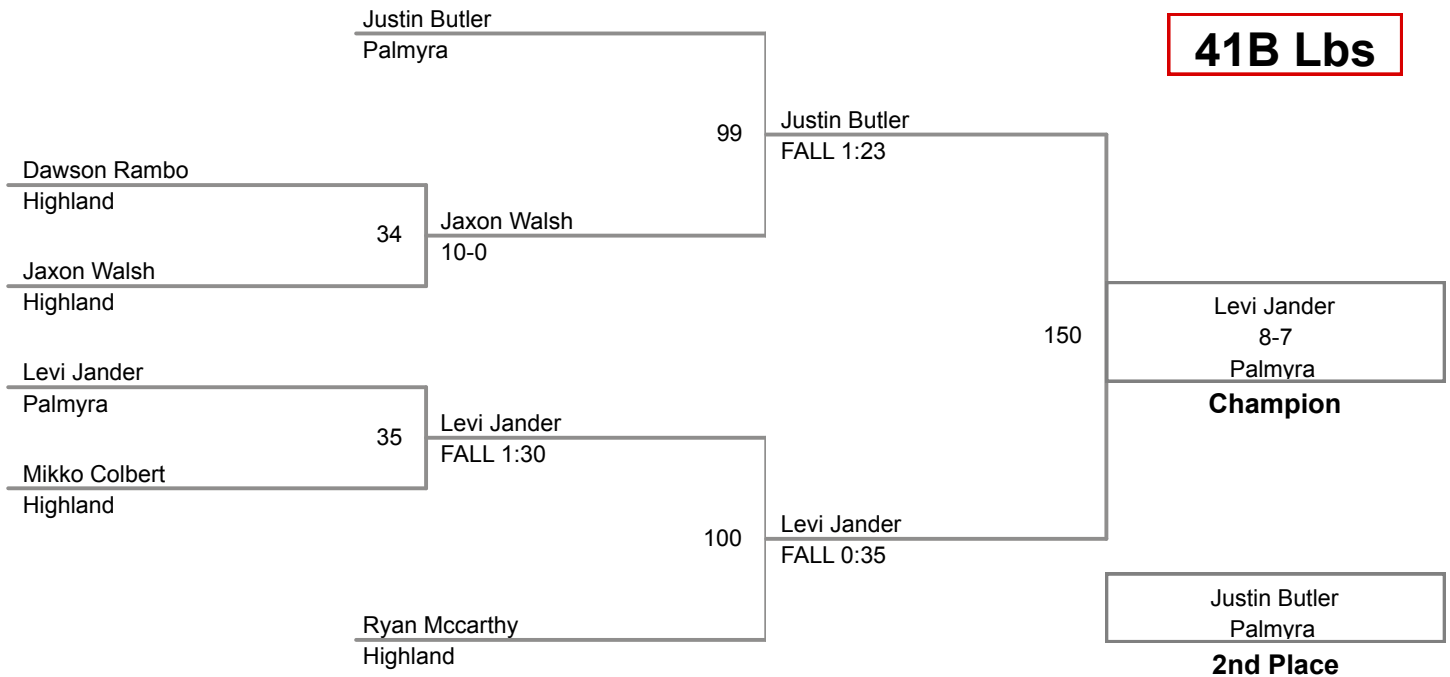 Justin Butler
Palmyra
41B Lbs
99
Justin Butler
FALL 1:23
Dawson Rambo
Highland
34
Jaxon Walsh
10-0
Jaxon Walsh
Highland
150
Levi Jander
8-7
Palmyra
Champion
Levi Jander
Palmyra
35
Levi Jander
FALL 1:30
Mikko Colbert
Highland
100
Levi Jander
FALL 0:35
Ryan Mccarthy
Highland
Justin Butler
Palmyra
2nd Place